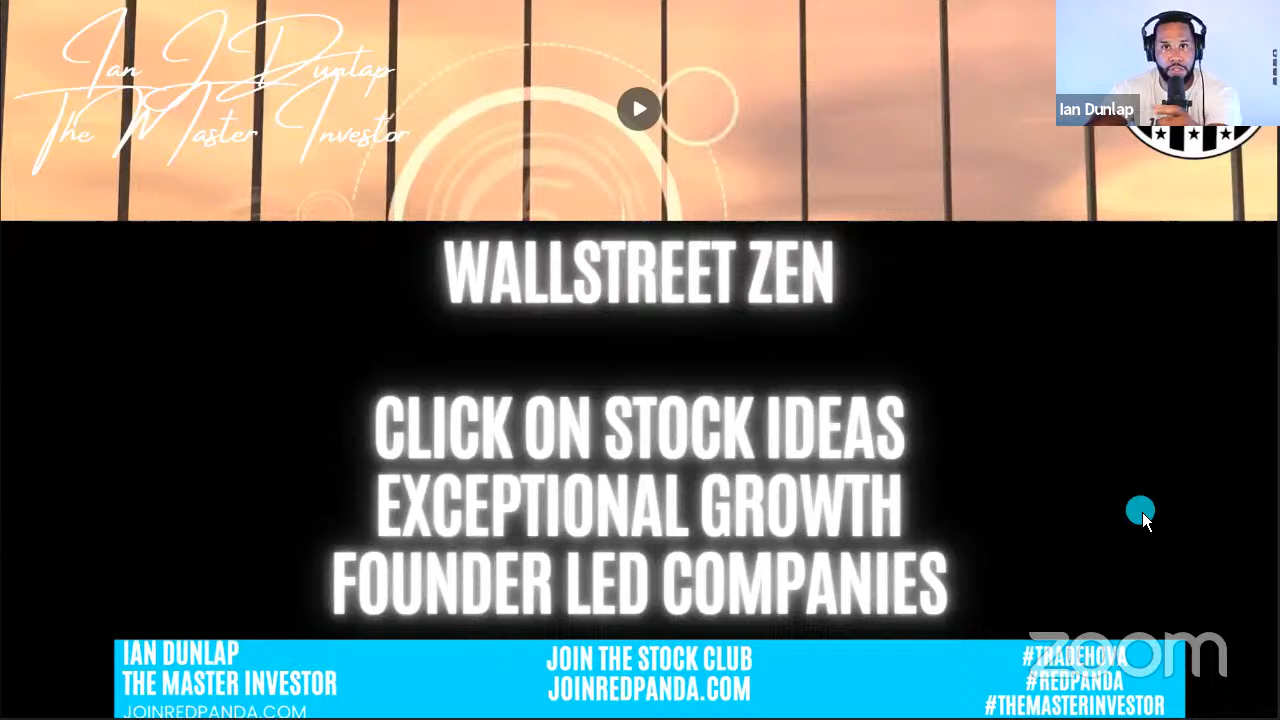 Ian J Dunlap
The Master Investor
Ian Dunlap
WALLSTREET ZEN
CLICK ON STOCK IDEAS
EXCEPTIONAL GROWTH
FOUNDER LED COMPANIES
IAN DUNLAP
THE MASTER INVESTOR
JOINREDPANDA.COM
JOIN THE STOCK CLUB
JOINREDPANDA.COM
#TRADEHOVA
#REDPANDA
#THEMASTERINVESTOR
zoom